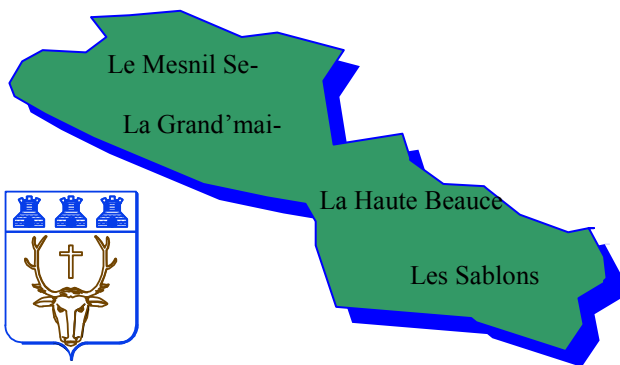 Le Mesnil Se-
La Grand’mai-
La Haute Beauce
Les Sablons